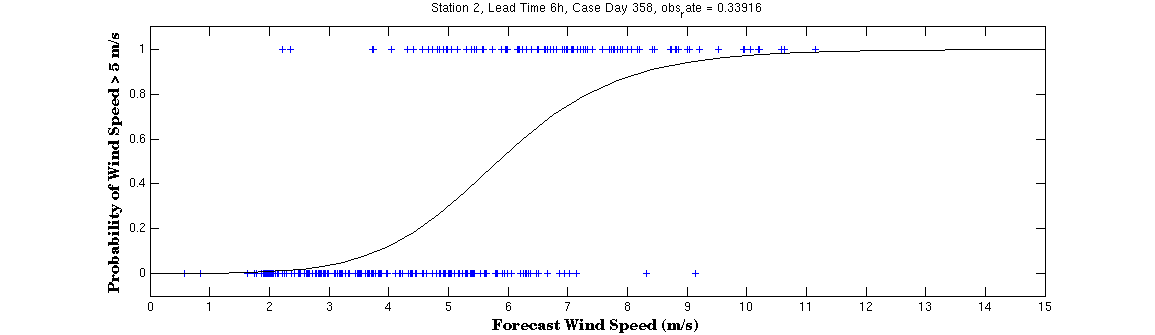 Station 2, Lead Time 6h, Case Day 358, obsrate = 0.33916
Probability of Wind Speed > 5 m/s
1
0.8
0.6
0.4
0.2
0
0 1 2 3 4 5 6 7 8 9 10 11 12 13 14 15
Forecast Wind Speed (m/s)